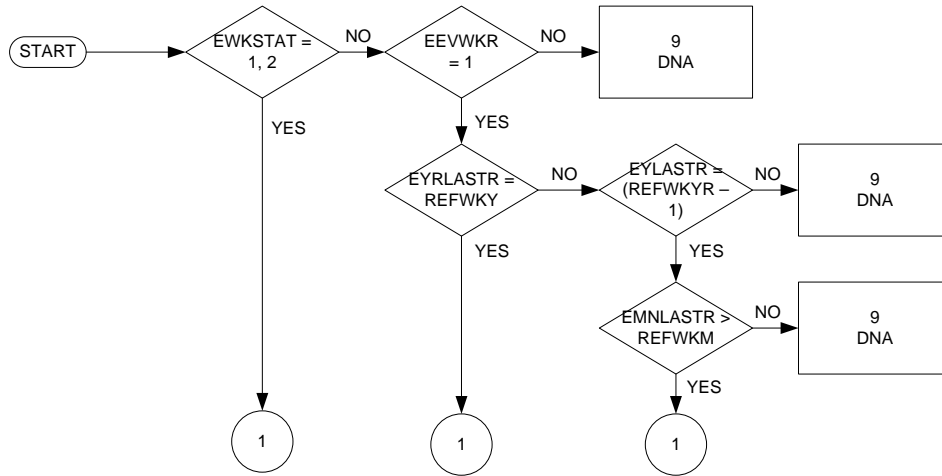 START
EWKSTAT =
1, 2
NO
EEVWKR
= 1
NO
9
DNA
YES
YES
EYRLASTR =
REFWKY
NO
EYLASTR =
(REFWKYR –
1)
NO
9
DNA
YES
YES
EMNLASTR >
REFWKM
NO
9
DNA
YES
1
1
1